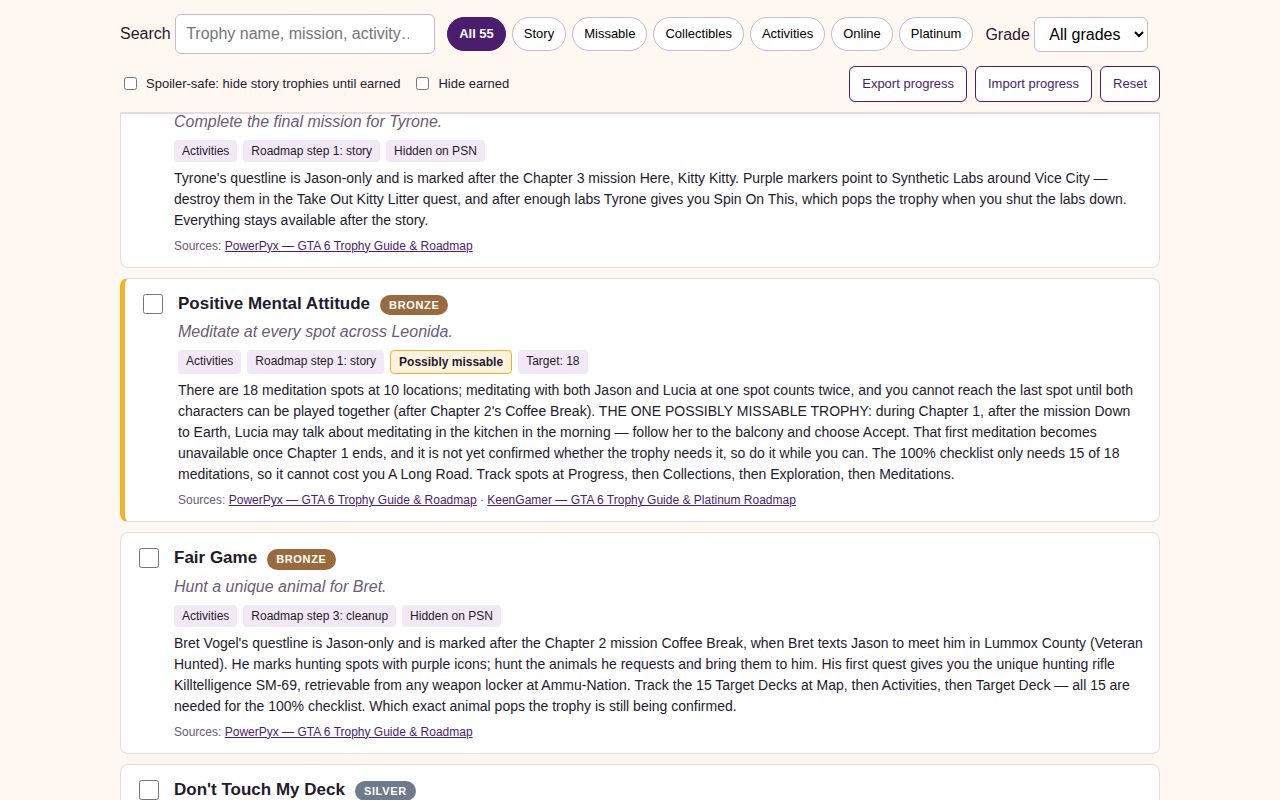 Search Trophy name, mission, activity.. All 55 Story Missable Collectibles Activities Online Platinum Grade All grades
Spoiler-safe: hide story trophies until earned Hide earned Export progress Import progress Reset
Complete the final mission for Tyrone.
Activities Roadmap step 1: story Hidden on PSN
Tyrone's questline is Jason-only and is marked after the Chapter 3 mission Here, Kitty Kitty. Purple markers point to Synthetic Labs around Vice City —
destroy them in the Take Out Kitty Litter quest, and after enough labs Tyrone gives you Spin On This, which pops the trophy when you shut the labs down.
Everything stays available after the story.
Sources: PowerPyx — GTA 6 Trophy Guide & Roadmap
Positive Mental Attitude BRONZE
Meditate at every spot across Leonida.
Activities Roadmap step 1: story Possibly missable Target: 18
There are 18 meditation spots at 10 locations; meditating with both Jason and Lucia at one spot counts twice, and you cannot reach the last spot until both
characters can be played together (after Chapter 2's Coffee Break). THE ONE POSSIBLY MISSABLE TROPHY: during Chapter 1, after the mission Down
to Earth, Lucia may talk about meditating in the kitchen in the morning — follow her to the balcony and choose Accept. That first meditation becomes
unavailable once Chapter 1 ends, and it is not yet confirmed whether the trophy needs it, so do it while you can. The 100% checklist only needs 15 of 18
meditations, so it cannot cost you A Long Road. Track spots at Progress, then Collections, then Exploration, then Meditations.
Sources: PowerPyx — GTA 6 Trophy Guide & Roadmap · KeenGamer — GTA 6 Trophy Guide & Platinum Roadmap
Fair Game BRONZE
Hunt a unique animal for Bret.
Activities Roadmap step 3: cleanup Hidden on PSN
Bret Vogel's questline is Jason-only and is marked after the Chapter 2 mission Coffee Break, when Bret texts Jason to meet him in Lummox County (Veteran
Hunted). He marks hunting spots with purple icons; hunt the animals he requests and bring them to him. His first quest gives you the unique hunting rifle
Killtelligence SM-69, retrievable from any weapon locker at Ammu-Nation. Track the 15 Target Decks at Map, then Activities, then Target Deck — all 15 are
needed for the 100% checklist. Which exact animal pops the trophy is still being confirmed.
Sources: PowerPyx — GTA 6 Trophy Guide & Roadmap
Don't Touch My Deck SILVER